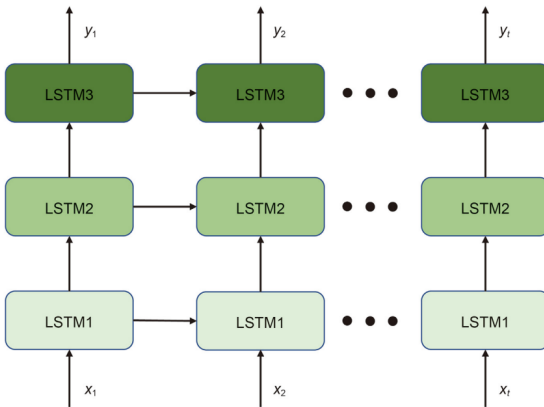 y₁ y₂ yₜ
LSTM3 LSTM3 LSTM3
LSTM2 LSTM2 LSTM2
LSTM1 LSTM1 LSTM1
x₁ x₂ xₜ